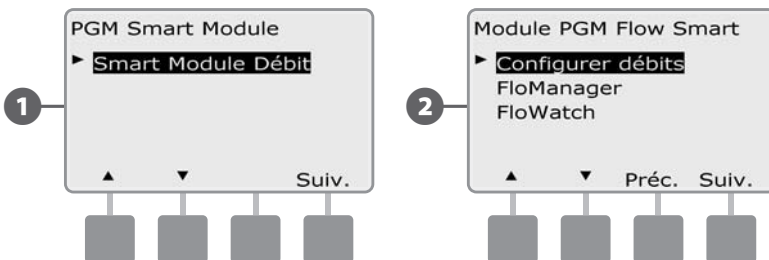 PGM Smart Module
► Smart Module Débit
1
▲ ▼ Suiv.
Module PGM Flow Smart
► Configurer débits
FloManager
FloWatch
2
▲ ▼ Préc. Suiv.